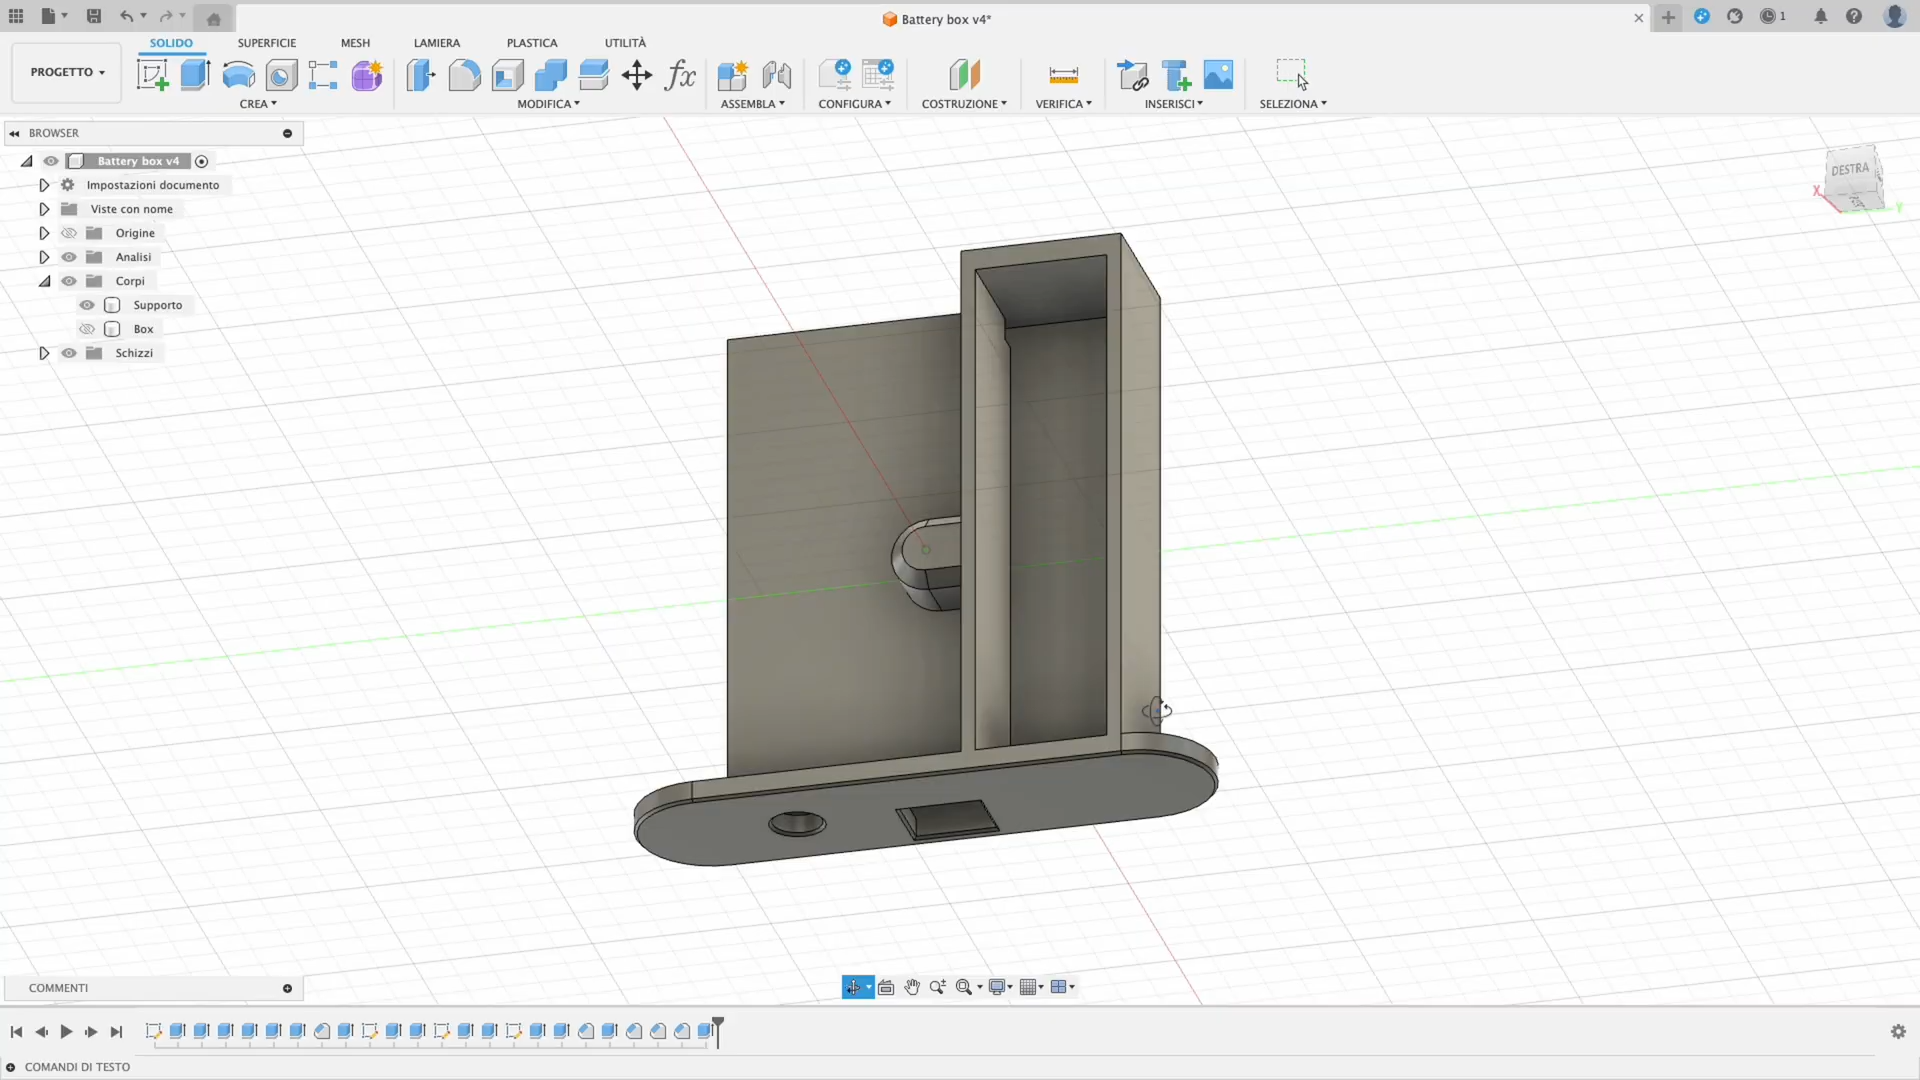 Battery box v4*
1
SOLIDO
SUPERFICIE
MESH
LAMIERA
PLASTICA
UTILITÀ
PROGETTO
fx
CREA
MODIFICA
ASSEMBLA
CONFIGURA
COSTRUZIONE
VERIFICA
INSERISCI
SELEZIONA
BROWSER
Battery box v4
Impostazioni documento
Viste con nome
Origine
Analisi
Corpi
Supporto
Box
Schizzi
DESTRA
X
Y
COMMENTI
COMANDI DI TESTO